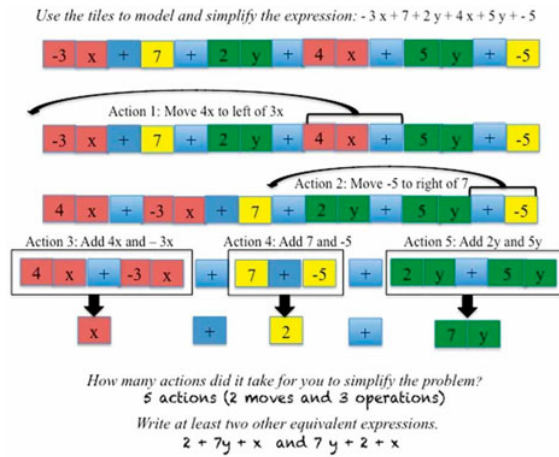 Use the tiles to model and simplify the expression: - 3 x + 7 + 2 y + 4 x + 5 y + - 5
-3 x + 7 + 2 y + 4 x + 5 y + -5
Action 1: Move 4x to left of 3x
-3 x + 7 + 2 y + 4 x + 5 y + -5
Action 2: Move -5 to right of 7
4 x + -3 x + 7 + 2 y + 5 y + -5
Action 3: Add 4x and – 3x Action 4: Add 7 and -5 Action 5: Add 2y and 5y
4 x + -3 x + 7 + -5 + 2 y + 5 y
x + 2 + 7 y
How many actions did it take for you to simplify the problem?
5 actions (2 moves and 3 operations)
Write at least two other equivalent expressions.
2 + 7y + x and 7 y + 2 + x